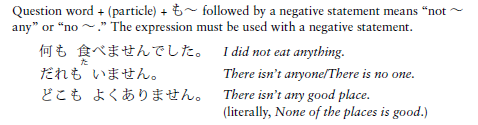 Question word + (particle) + も～ followed by a negative statement means “not ～
any” or “no ～.” The expression must be used with a negative statement.
何も 食べませんでした。 I did not eat anything.
た
だれも いません。 There isn’t anyone/There is no one.
どこも よくありません。 There isn’t any good place.
(literally, None of the places is good.)